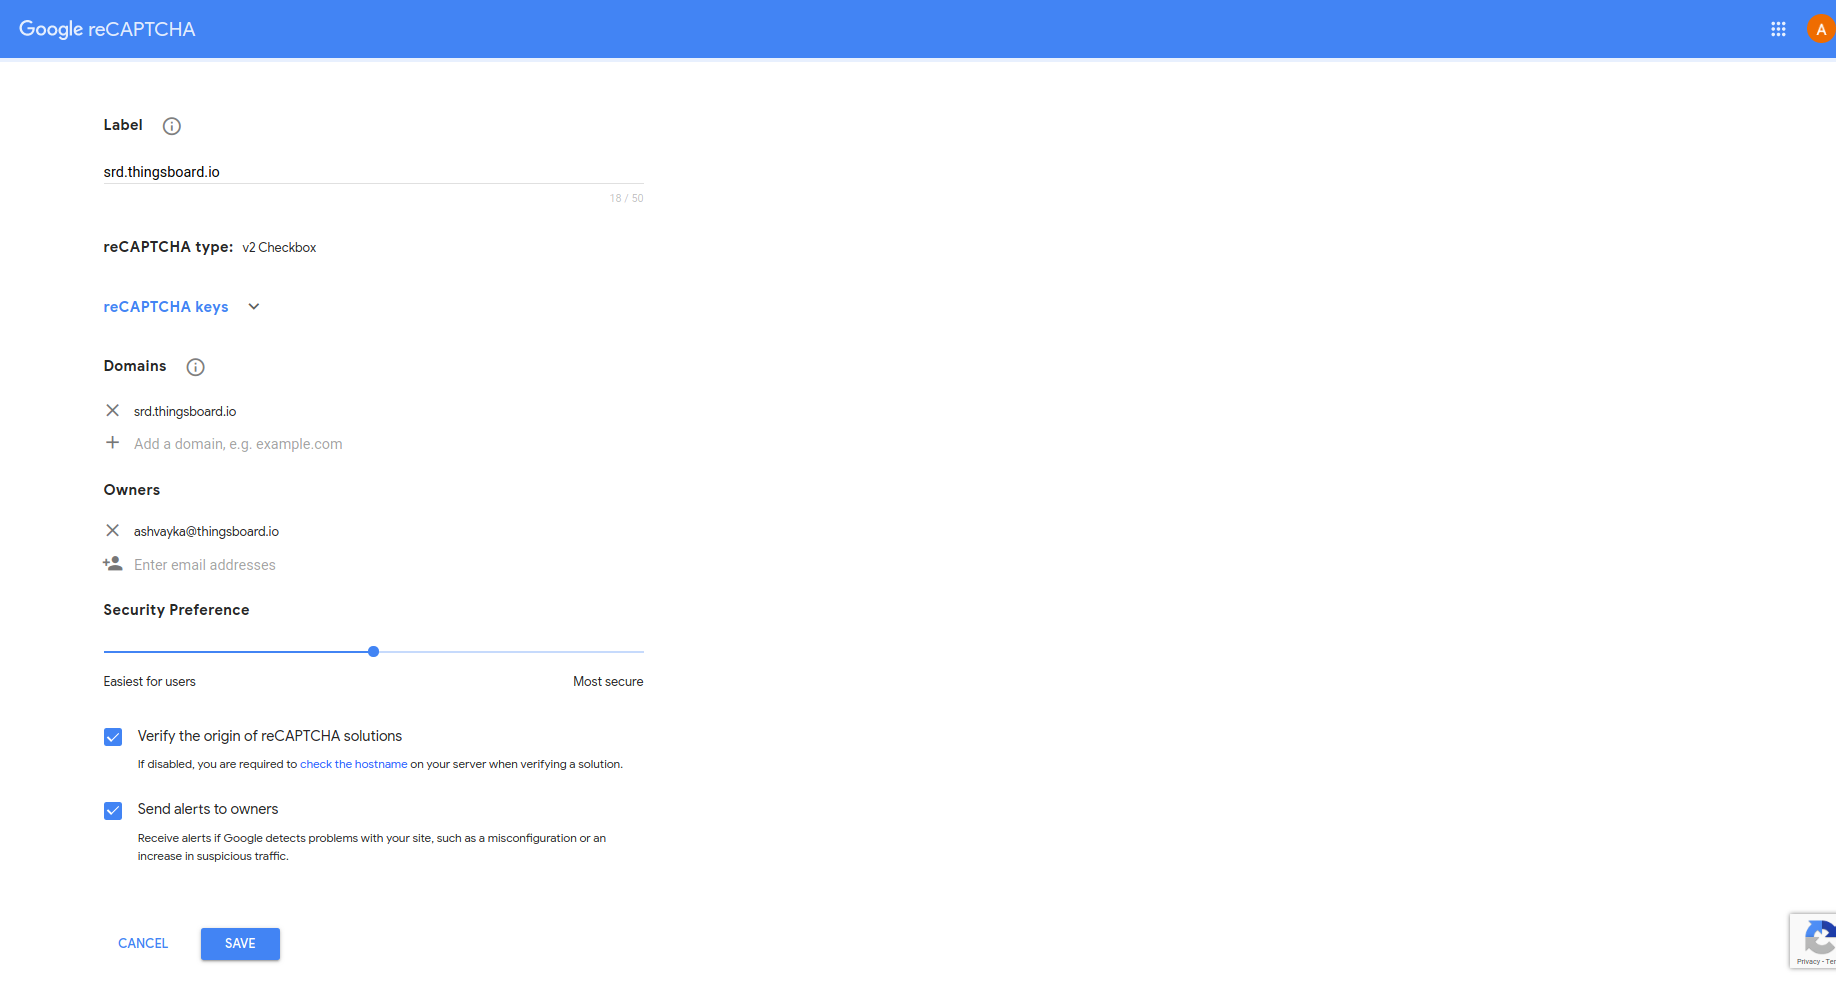 Google reCAPTCHA
A
Label
srd.thingsboard.io
18 / 50
reCAPTCHA type: v2 Checkbox
reCAPTCHA keys
Domains
srd.thingsboard.io
Add a domain, e.g. example.com
Owners
ashvayka@thingsboard.io
Enter email addresses
Security Preference
Easiest for users Most secure
Verify the origin of reCAPTCHA solutions
If disabled, you are required to check the hostname on your server when verifying a solution.
Send alerts to owners
Receive alerts if Google detects problems with your site, such as a misconfiguration or an
increase in suspicious traffic.
CANCEL SAVE
Privacy - Ter